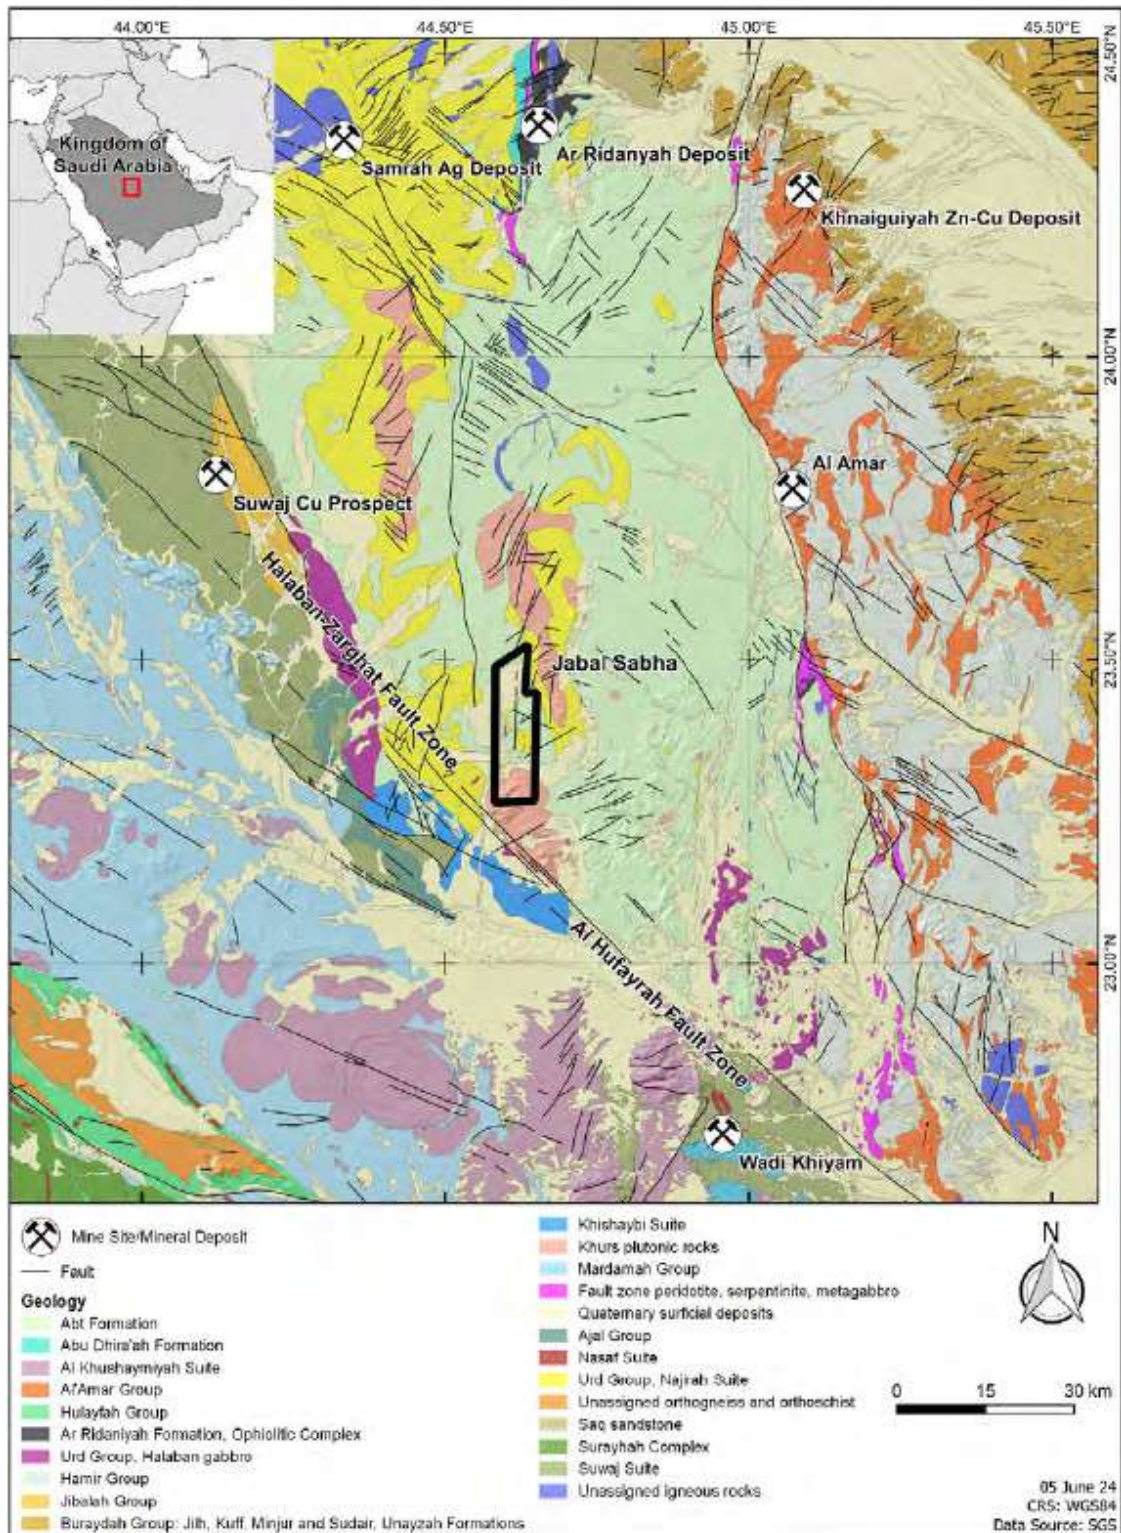 44.00°E 44.50°E 45.00°E 45.50°E
24.50°N
24.00°N
23.50°N
23.00°N
Kingdom of
Saudi Arabia
Samrah Ag Deposit
Ar Ridanyah Deposit
Khnaiguiyah Zn-Cu Deposit
Al Amar
Suwaj Cu Prospect
Halaban-Zarghat Fault Zone
Jabal Sabha
Al Hufayrah Fault Zone
Wadi Khiyam
Mine Site/Mineral Deposit
Fault
Geology
Abt Formation
Abu Dhira'ah Formation
Al Khushaymiyah Suite
Al'Amar Group
Hulayfah Group
Ar Ridaniyah Formation, Ophiolitic Complex
Urd Group, Halaban gabbro
Hamir Group
Jibalah Group
Buraydah Group: Jilh, Kuff, Minjur and Sudair, Unayzah Formations
Khishaybi Suite
Khurs plutonic rocks
Mardamah Group
Fault zone peridotite, serpentinite, metagabbro
Quaternary surficial deposits
Ajal Group
Nasaf Suite
Urd Group, Najirah Suite
Unassigned orthogneiss and orthoschist
Saq sandstone
Surayhah Complex
Suwaj Suite
Unassigned igneous rocks
N
0 15 30 km
05 June 24
CRS: WGS84
Data Source: SGS